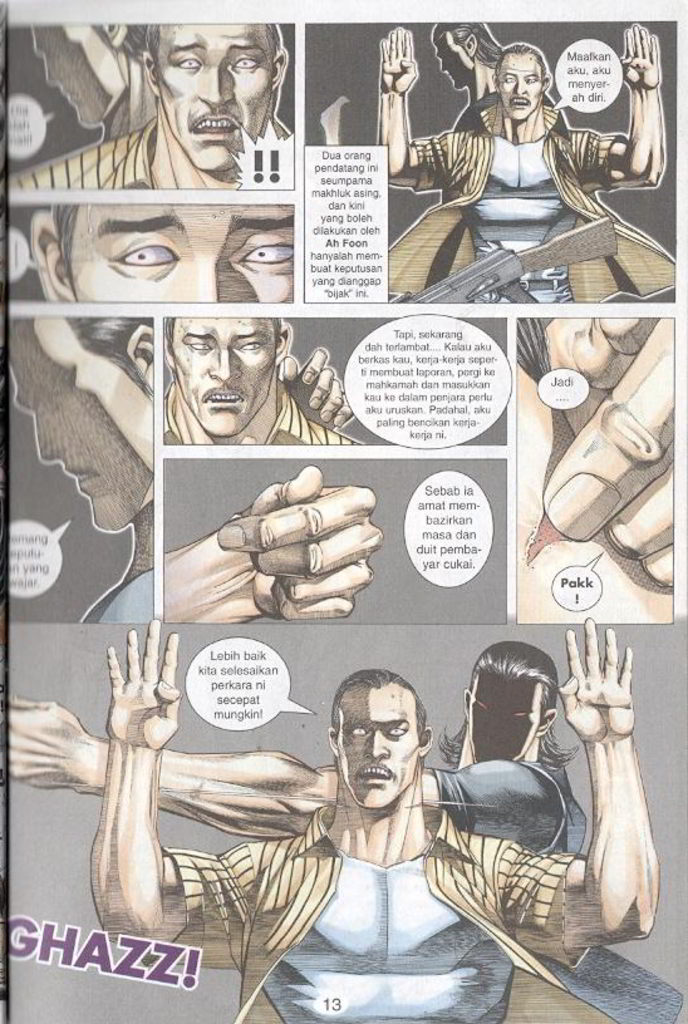 !!
Maafkan
aku, aku
menyer-
ah diri.
Dua orang
pendatang ini
seumpama
makhluk asing,
dan kini
yang boleh
dilakukan oleh
Ah Foon
hanyalah mem-
buat keputusan
yang dianggap
"bijak" ini.
Tapi, sekarang
dah terlambat.... Kalau aku
berkas kau, kerja-kerja seper-
ti membuat laporan, pergi ke
mahkamah dan masukkan
kau ke dalam penjara perlu
aku uruskan. Padahal, aku
paling bencikan kerja-
kerja ni.
Jadi
....
Sebab ia
amat mem-
bazirkan
masa dan
duit pemba-
yar cukai.
Pakk
!
yang
wajar.
Lebih baik
kita selesaikan
perkara ni
secepat
mungkin!
GHAZZ!
13